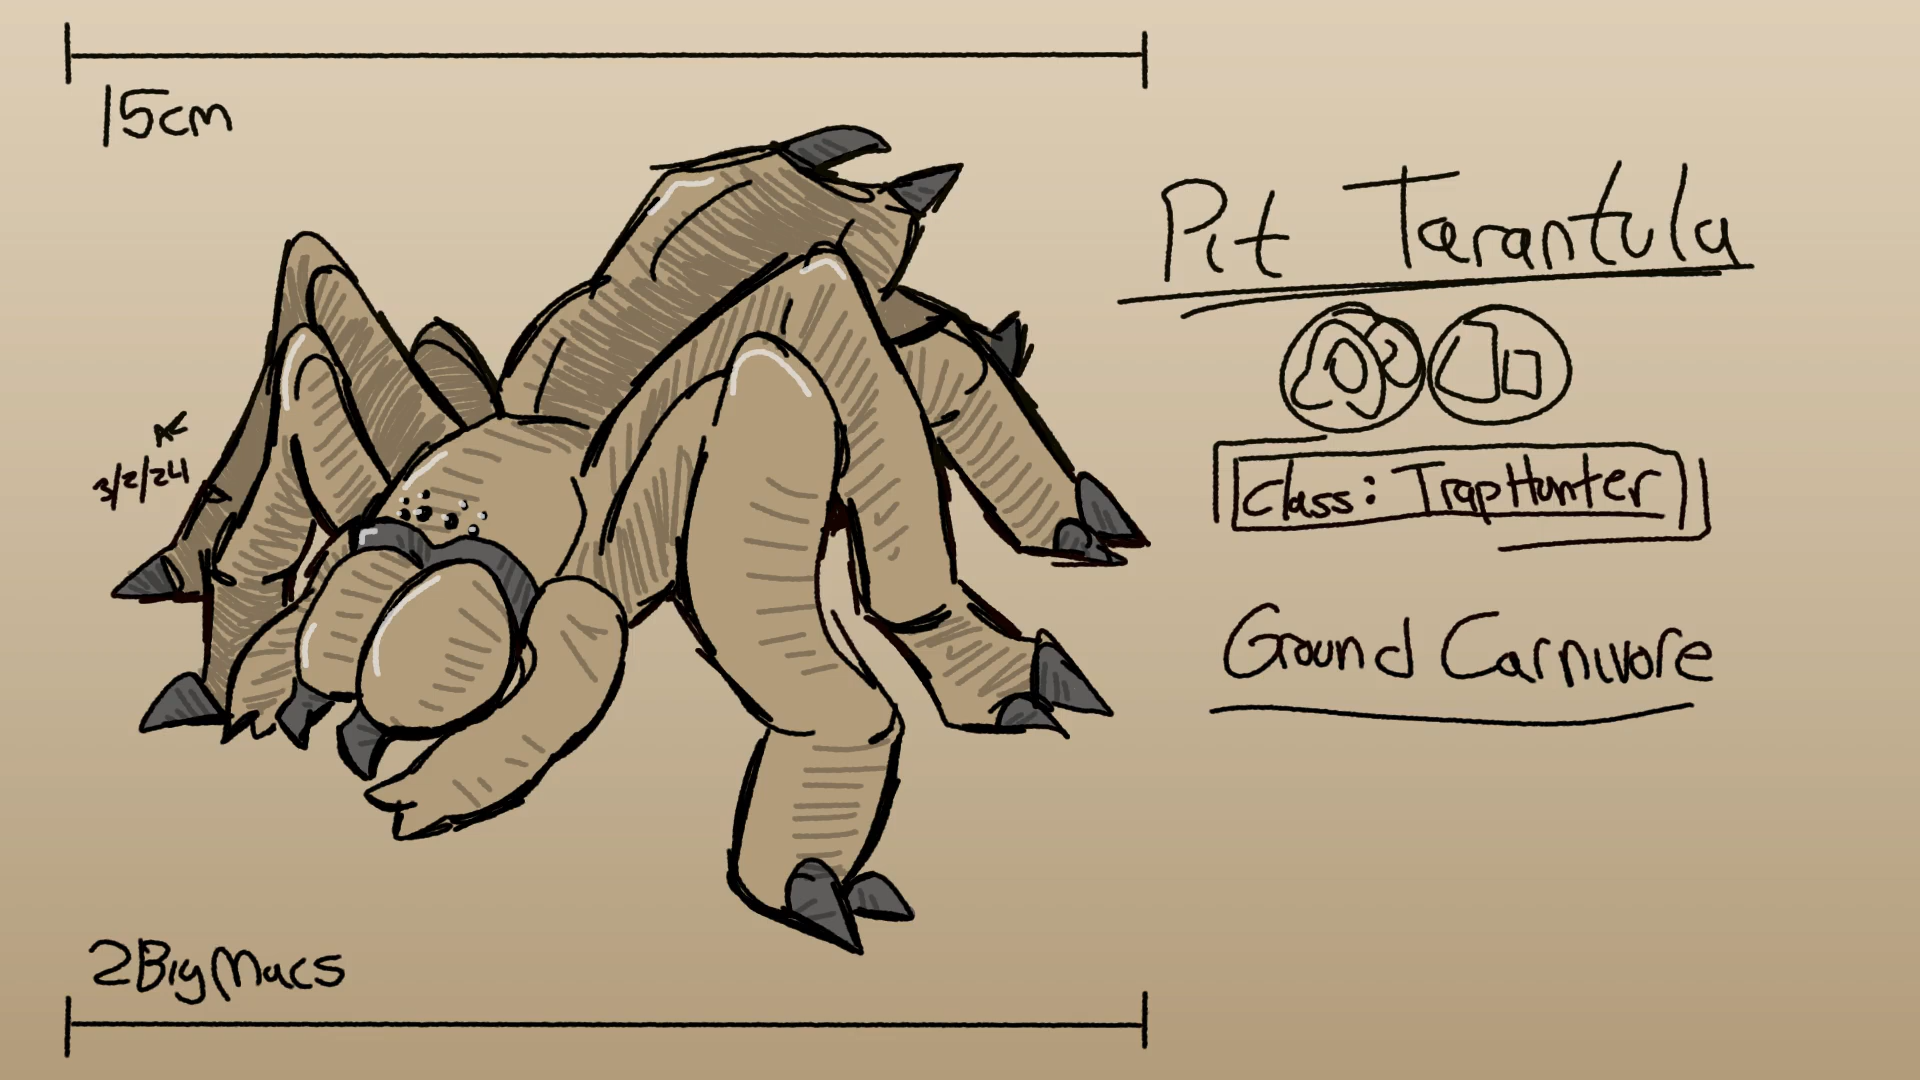 15cm
Pit Tarantula
Class: TrapHunter
3/2/24
Ground Carnivore
2BigMacs